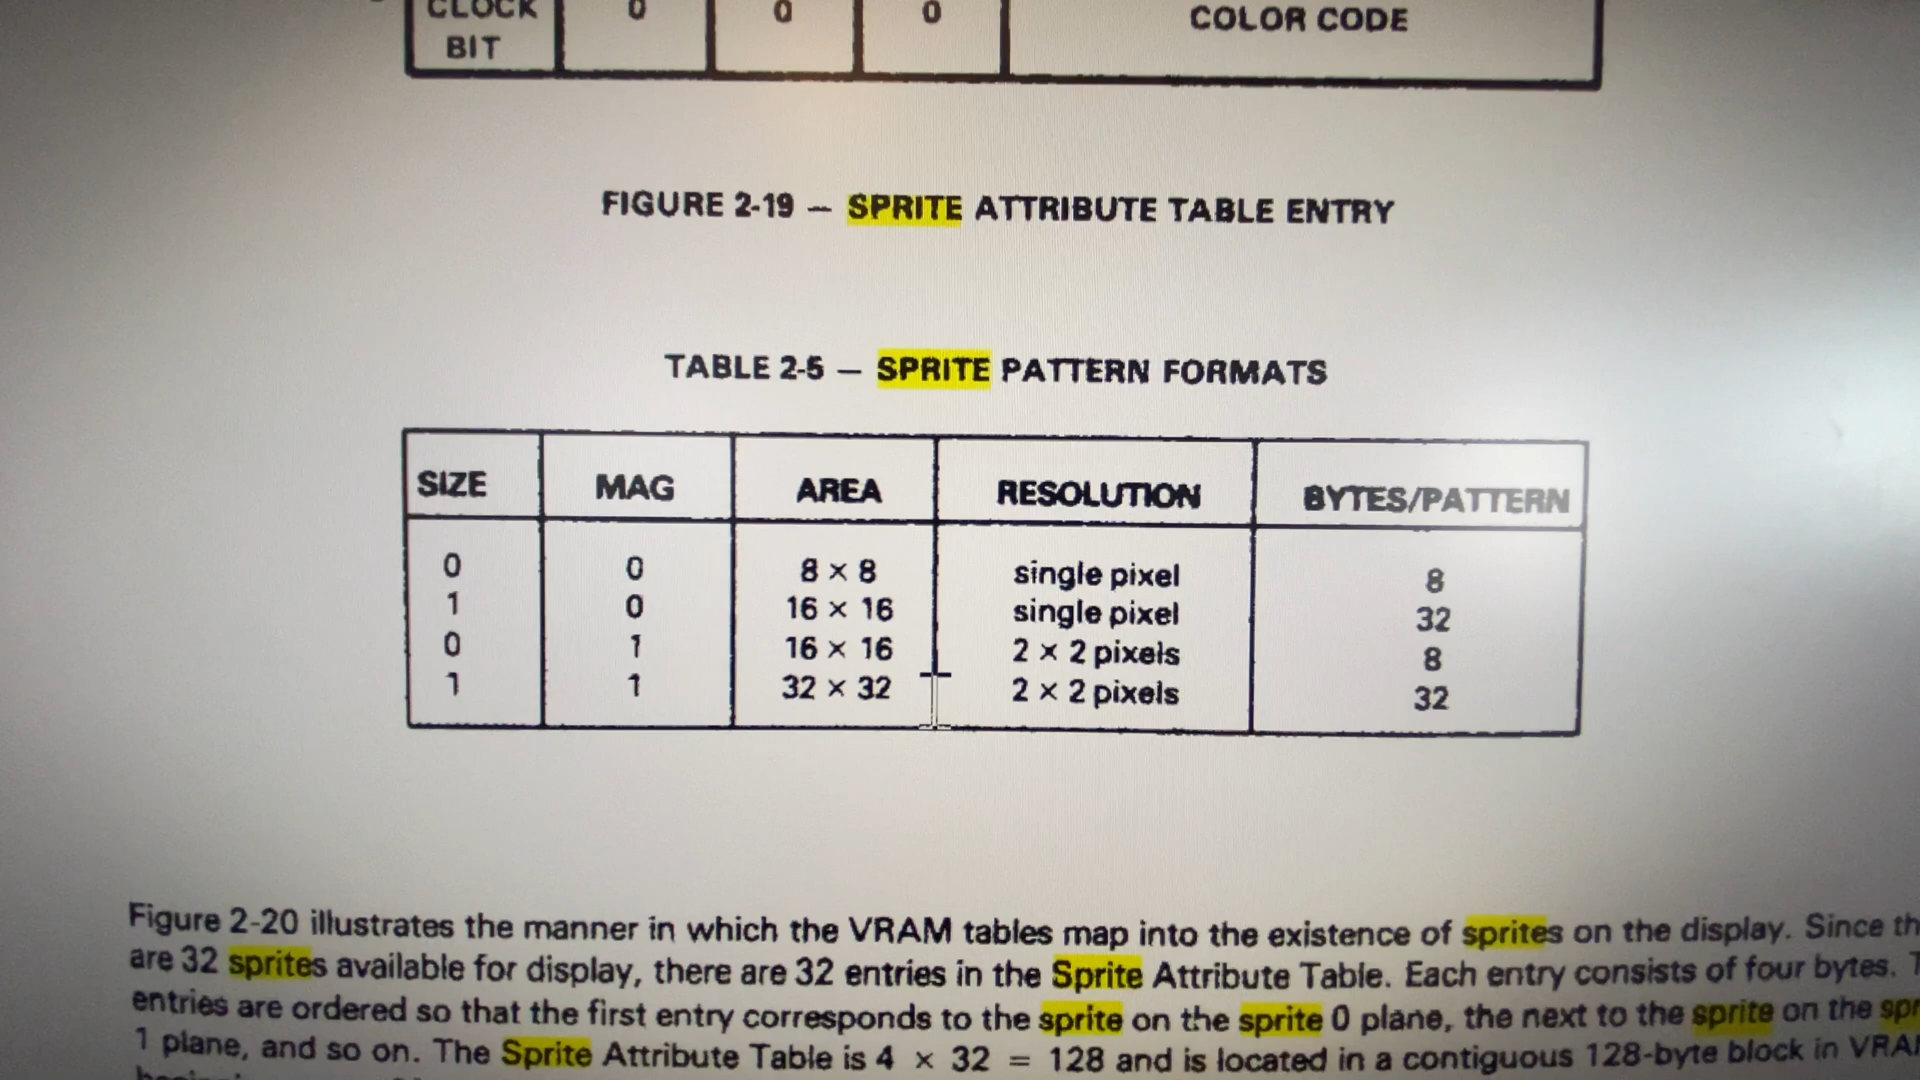 CLOCK 0 0 0 COLOR CODE
BIT
FIGURE 2-19 — SPRITE ATTRIBUTE TABLE ENTRY
TABLE 2-5 — SPRITE PATTERN FORMATS
SIZE MAG AREA RESOLUTION BYTES/PATTERN
0 0 8 × 8 single pixel 8
1 0 16 × 16 single pixel 32
0 1 16 × 16 2 × 2 pixels 8
1 1 32 × 32 2 × 2 pixels 32
Figure 2-20 illustrates the manner in which the VRAM tables map into the existence of sprites on the display. Since th
are 32 sprites available for display, there are 32 entries in the Sprite Attribute Table. Each entry consists of four bytes. T
entries are ordered so that the first entry corresponds to the sprite on the sprite 0 plane, the next to the sprite on the spr
1 plane, and so on. The Sprite Attribute Table is 4 × 32 = 128 and is located in a contiguous 128-byte block in VRAM